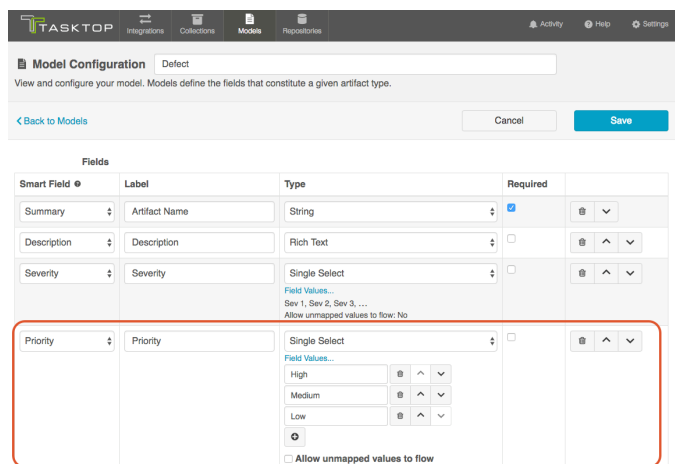 TASKTOP Integrations Collections Models Repositories Activity Help Settings
Model Configuration Defect
View and configure your model. Models define the fields that constitute a given artifact type.
Back to Models Cancel Save
Fields
Smart Field Label Type Required
Summary Artifact Name String
Description Description Rich Text
Severity Severity Single Select
Field Values...
Sev 1, Sev 2, Sev 3, ...
Allow unmapped values to flow: No
Priority Priority Single Select
Field Values...
High
Medium
Low
Allow unmapped values to flow